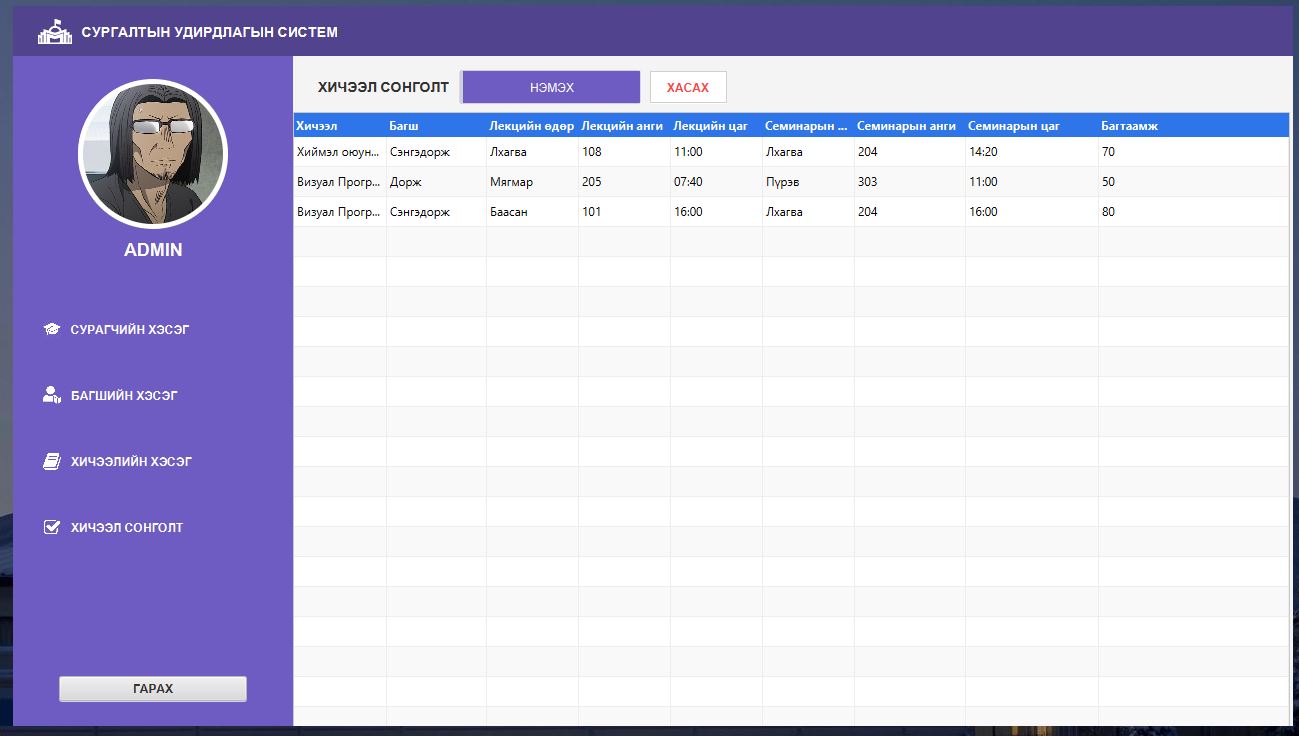 СУРГАЛТЫН УДИРДЛАГЫН СИСТЕМ
ADMIN
СУРАГЧИЙН ХЭСЭГ
БАГШИЙН ХЭСЭГ
ХИЧЭЭЛИЙН ХЭСЭГ
ХИЧЭЭЛ СОНГОЛТ
ГАРАХ
ХИЧЭЭЛ СОНГОЛТ НЭМЭХ ХАСАХ
Хичээл Багш Лекцийн өдөр Лекцийн анги Лекцийн цаг Семинарын ... Семинарын анги Семинарын цаг Багтаамж
Хиймэл оюун... Сэнгэдорж Лхагва 108 11:00 Лхагва 204 14:20 70
Визуал Прогр... Дорж Мягмар 205 07:40 Пүрэв 303 11:00 50
Визуал Прогр... Сэнгэдорж Баасан 101 16:00 Лхагва 204 16:00 80